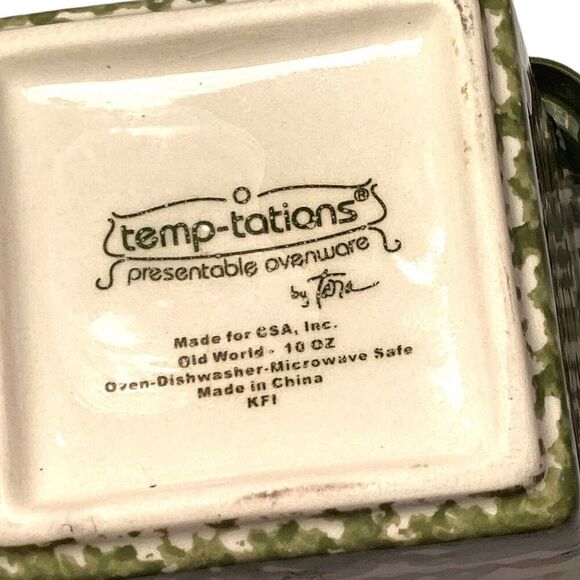 temp-tations®
presentable ovenware
by Tara
Made for CSA, Inc.
Old World - 10 OZ
Oven-Dishwasher-Microwave Safe
Made in China
KFI